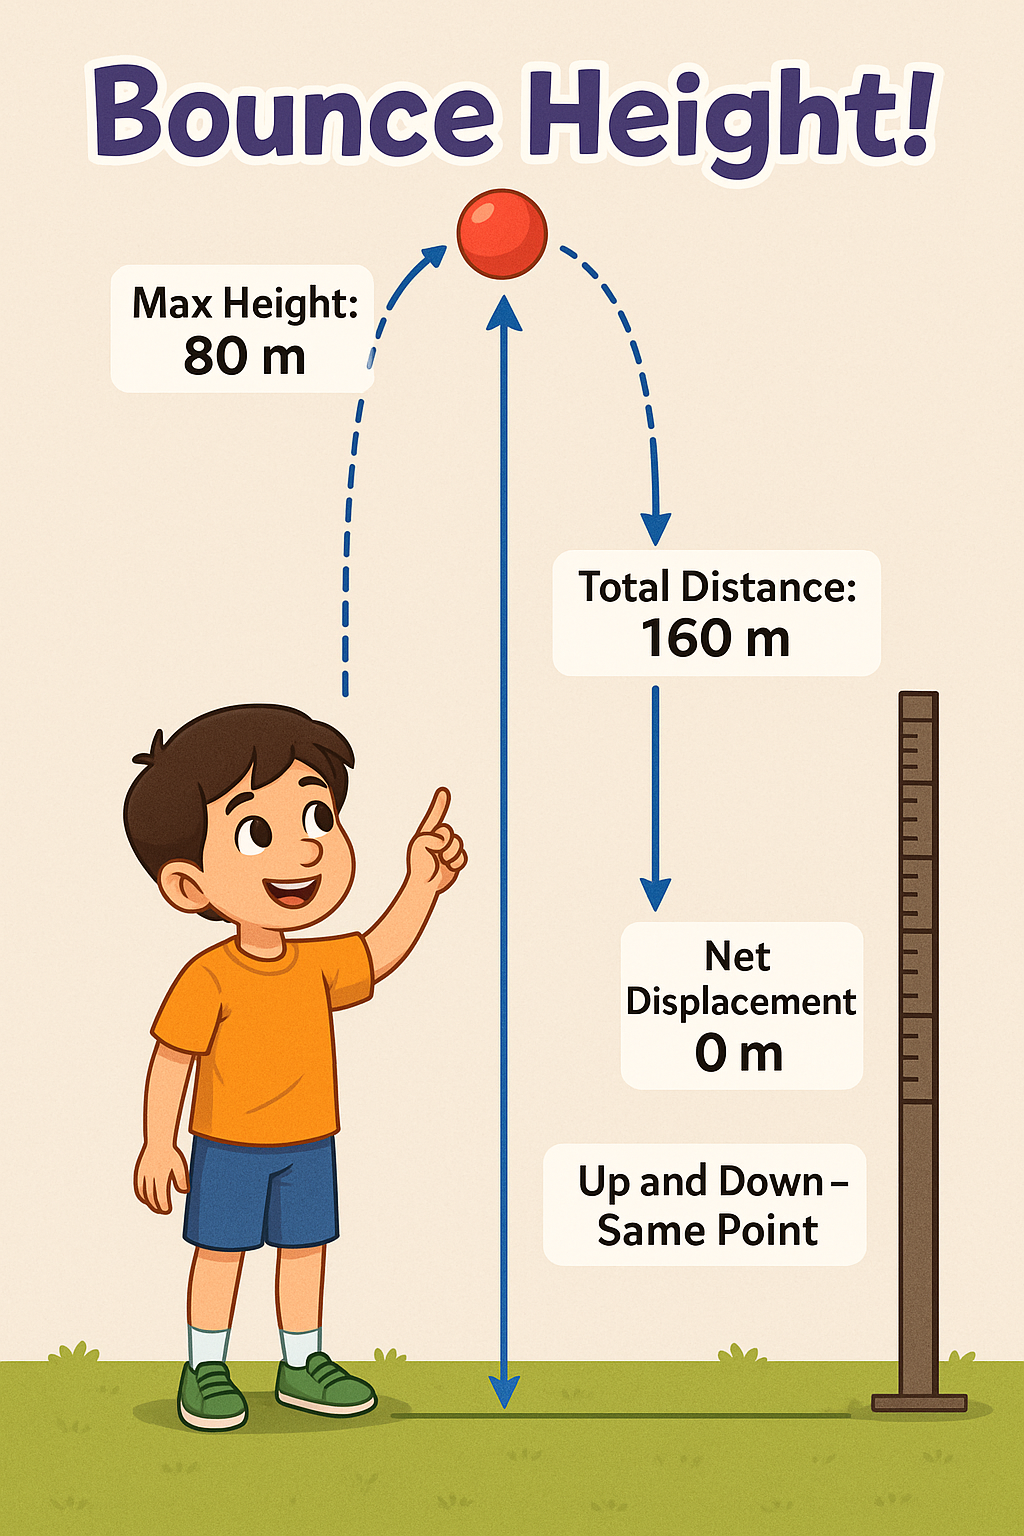 Bounce Height!
Max Height:
80 m
Total Distance:
160 m
Net
Displacement
0 m
Up and Down –
Same Point